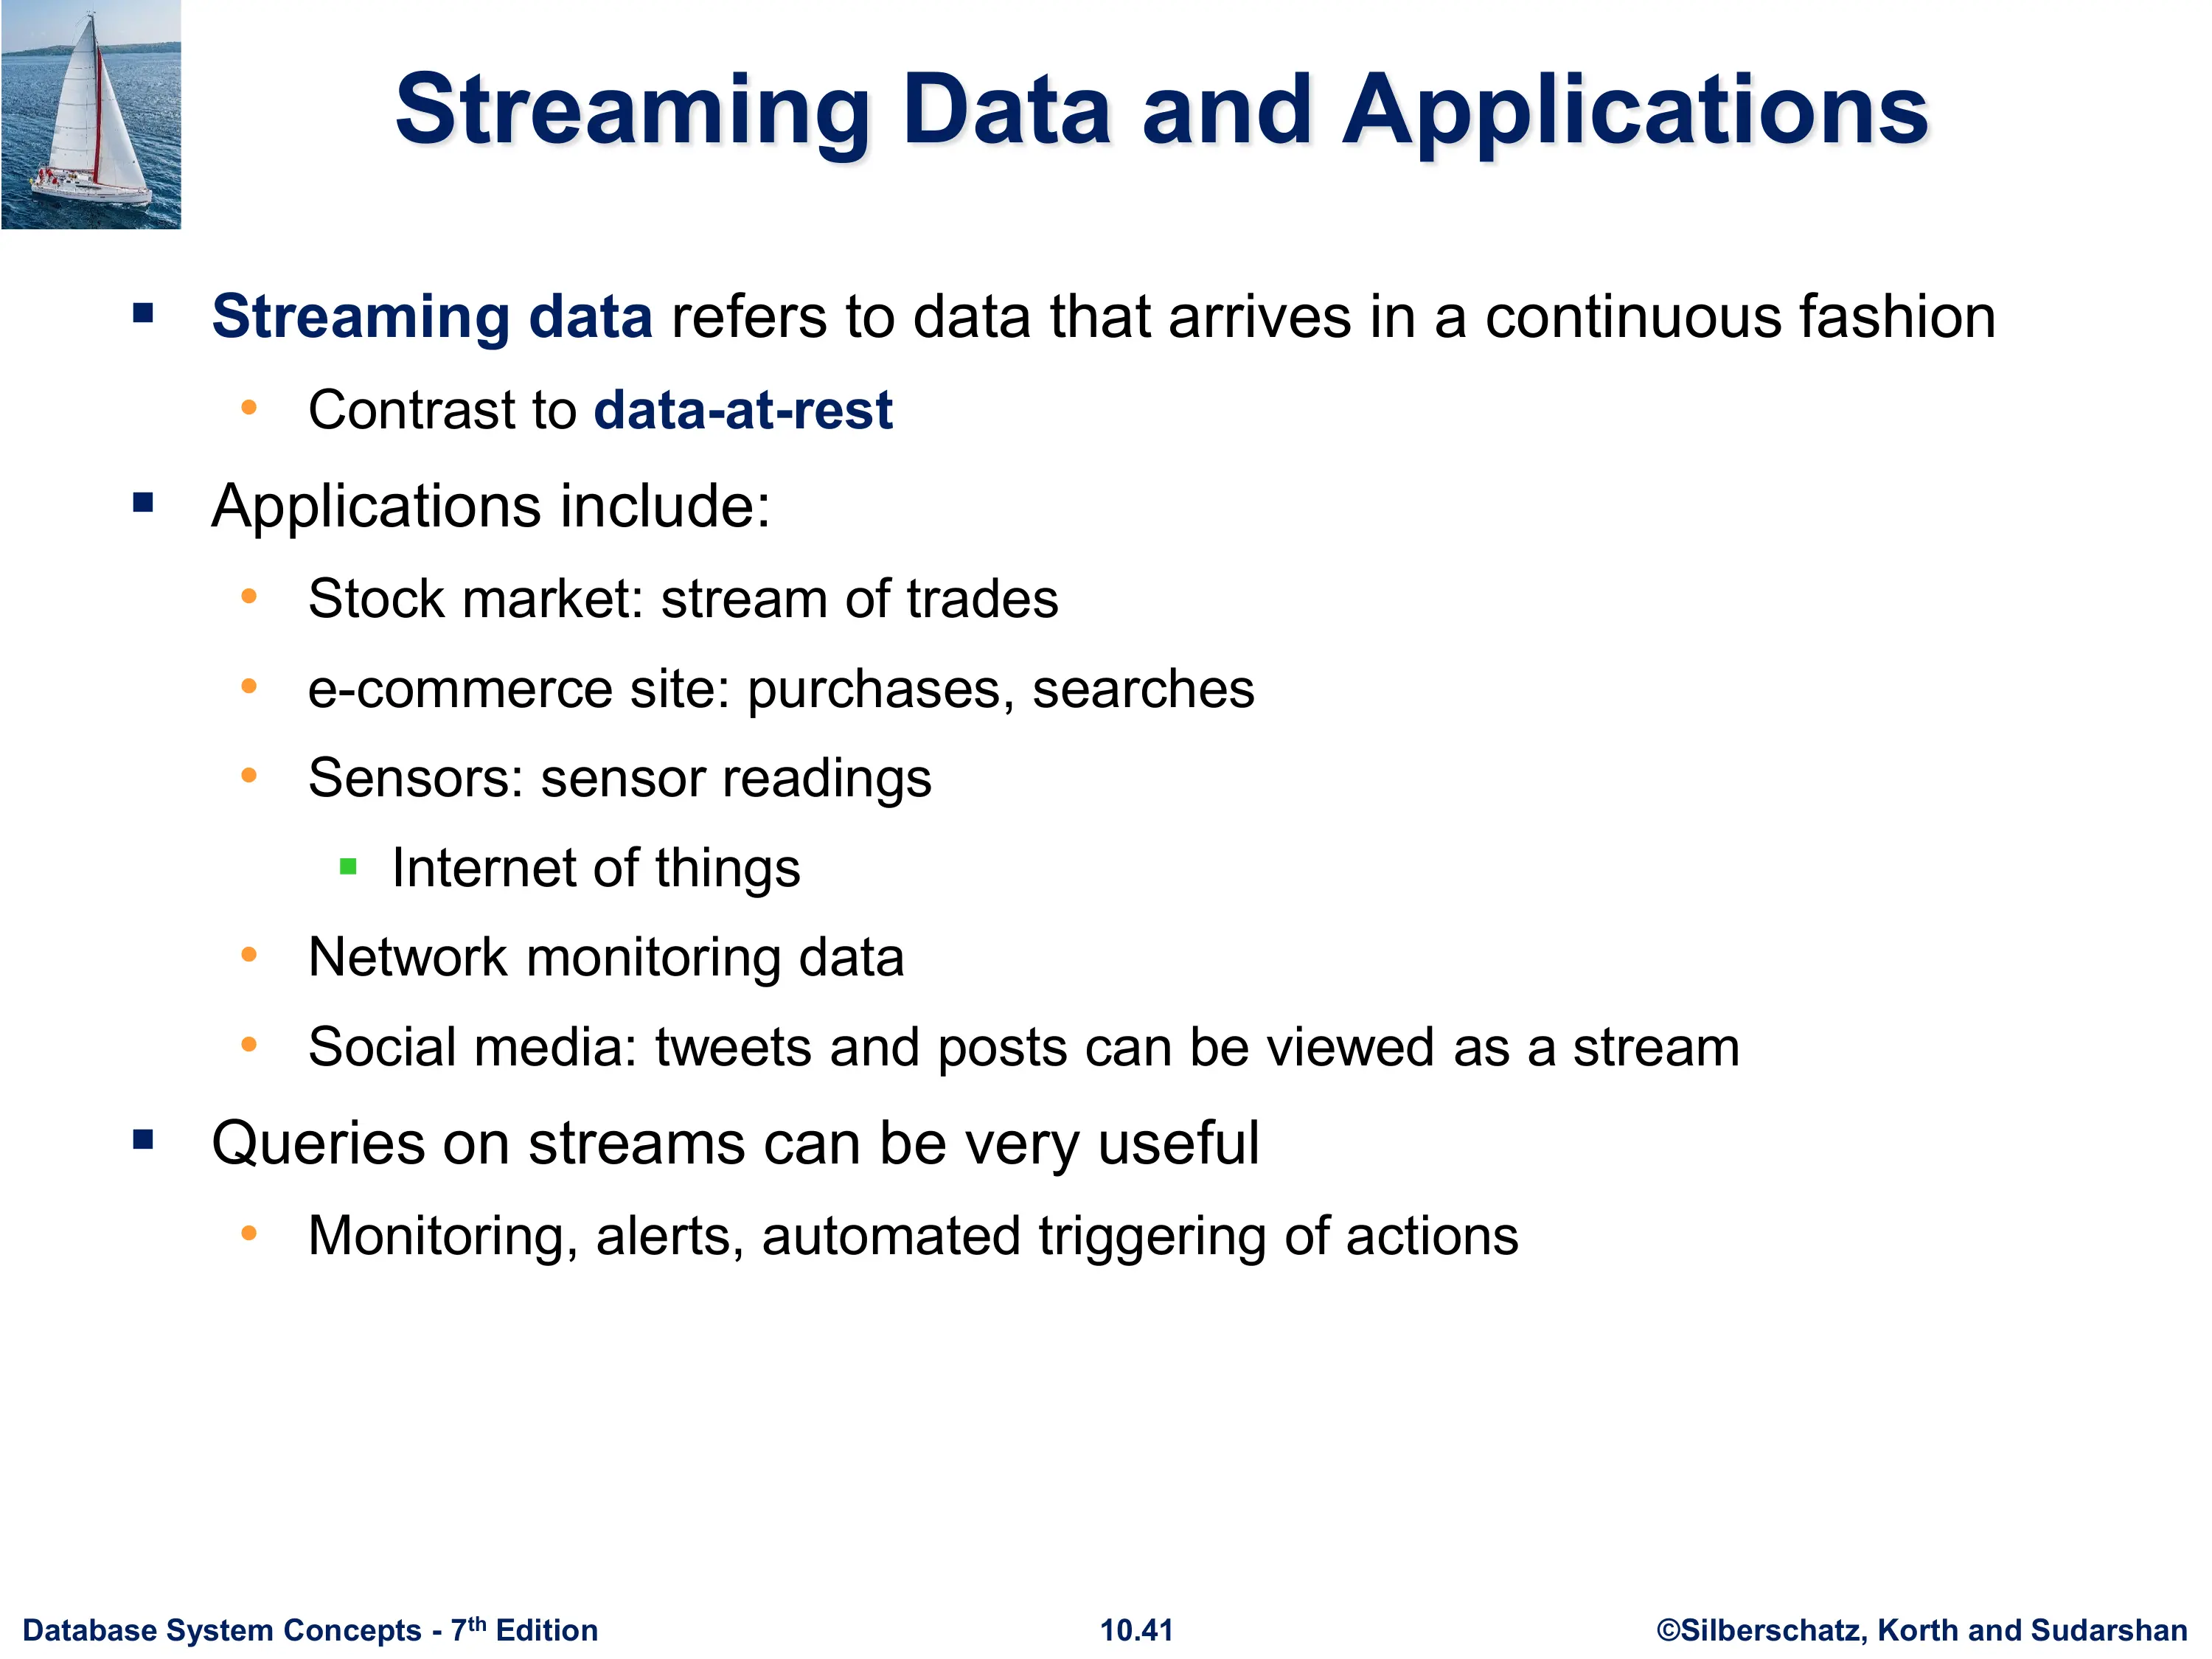 Streaming Data and Applications
Streaming data refers to data that arrives in a continuous fashion
Contrast to data-at-rest
Applications include:
Stock market: stream of trades
e-commerce site: purchases, searches
Sensors: sensor readings
Internet of things
Network monitoring data
Social media: tweets and posts can be viewed as a stream
Queries on streams can be very useful
Monitoring, alerts, automated triggering of actions
Database System Concepts - 7th Edition
10.41
©Silberschatz, Korth and Sudarshan